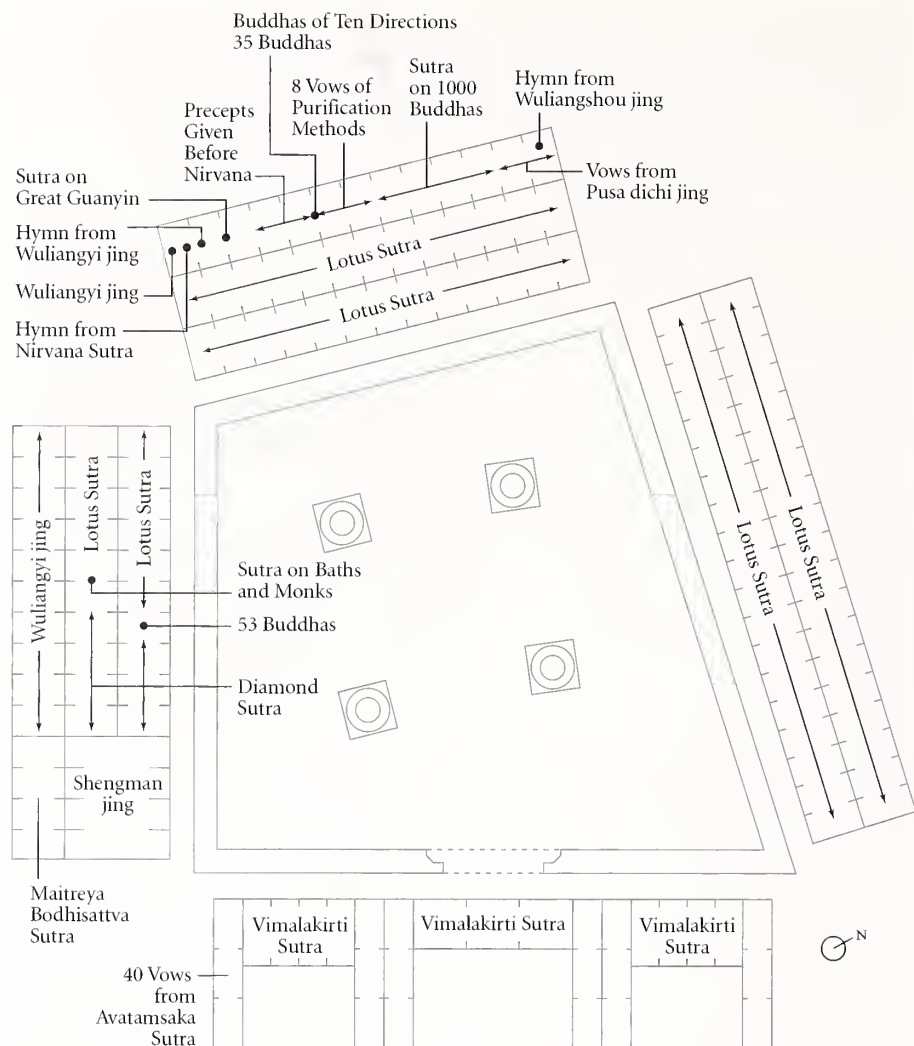 Buddhas of Ten Directions
35 Buddhas
8 Vows of
Purification
Methods
Sutra
on 1000
Buddhas
Hymn from
Wuliangshou jing
Precepts
Given
Before
Nirvana
Vows from
Pusa dichi jing
Sutra on
Great Guanyin
Hymn from
Wuliangyi jing
Wuliangyi jing
Hymn from
Nirvana Sutra
Lotus Sutra
Lotus Sutra
Wuliangyi jing
Lotus Sutra
Lotus Sutra
Sutra on Baths
and Monks
53 Buddhas
Diamond
Sutra
Lotus Sutra
Lotus Sutra
Shengman
jing
Maitreya
Bodhisattva
Sutra
Vimalakirti
Sutra
Vimalakirti Sutra
Vimalakirti
Sutra
40 Vows
from
Avatamsaka
Sutra
N